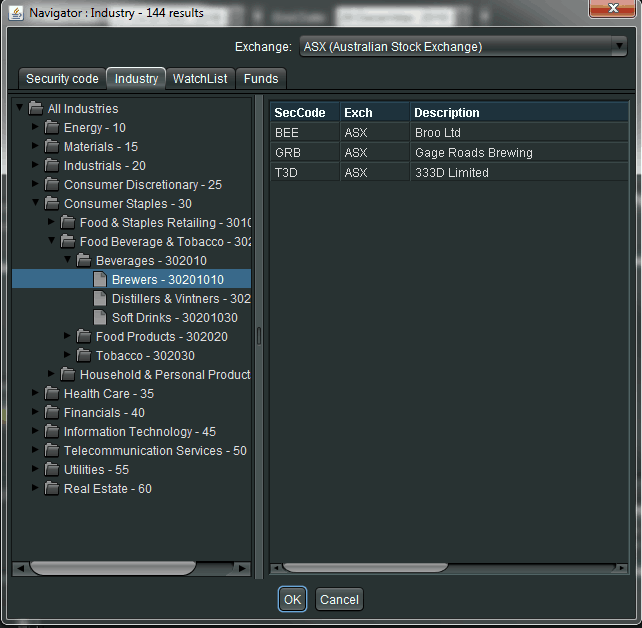 Navigator : Industry - 144 results
Exchange: ASX (Australian Stock Exchange)
Security code Industry WatchList Funds
All Industries
Energy - 10
Materials - 15
Industrials - 20
Consumer Discretionary - 25
Consumer Staples - 30
Food & Staples Retailing - 3010
Food Beverage & Tobacco - 302
Beverages - 302010
Brewers - 30201010
Distillers & Vintners - 302
Soft Drinks - 30201030
Food Products - 302020
Tobacco - 302030
Household & Personal Product
Health Care - 35
Financials - 40
Information Technology - 45
Telecommunication Services - 50
Utilities - 55
Real Estate - 60
SecCode Exch Description
BEE ASX Broo Ltd
GRB ASX Gage Roads Brewing
T3D ASX 333D Limited
OK Cancel